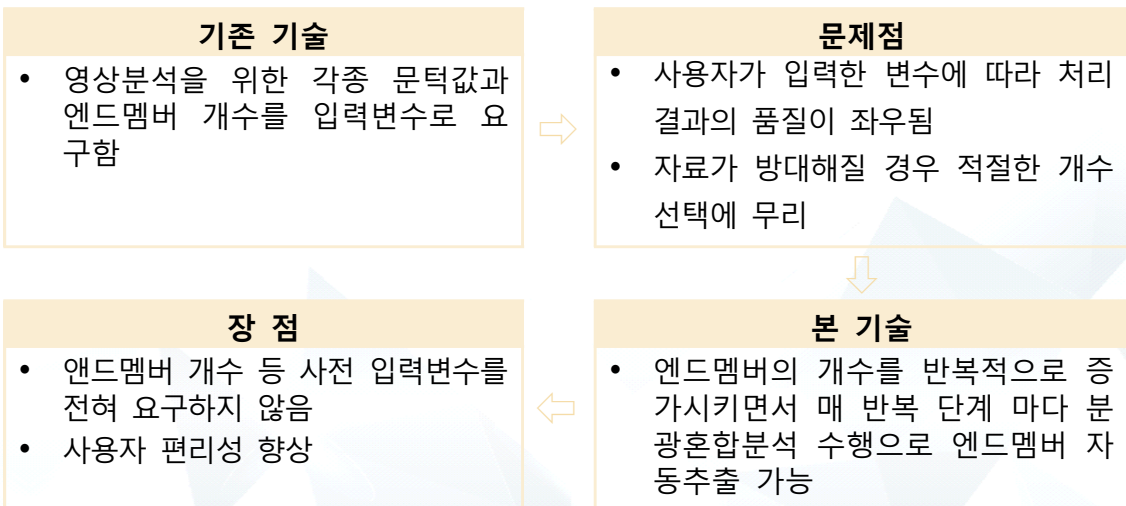 기존 기술
• 영상분석을 위한 각종 문턱값과
엔드멤버 개수를 입력변수로 요
구함
문제점
• 사용자가 입력한 변수에 따라 처리
결과의 품질이 좌우됨
• 자료가 방대해질 경우 적절한 개수
선택에 무리
본 기술
• 엔드멤버의 개수를 반복적으로 증
가시키면서 매 반복 단계 마다 분
광혼합분석 수행으로 엔드멤버 자
동추출 가능
장 점
• 앤드멤버 개수 등 사전 입력변수를
전혀 요구하지 않음
• 사용자 편리성 향상